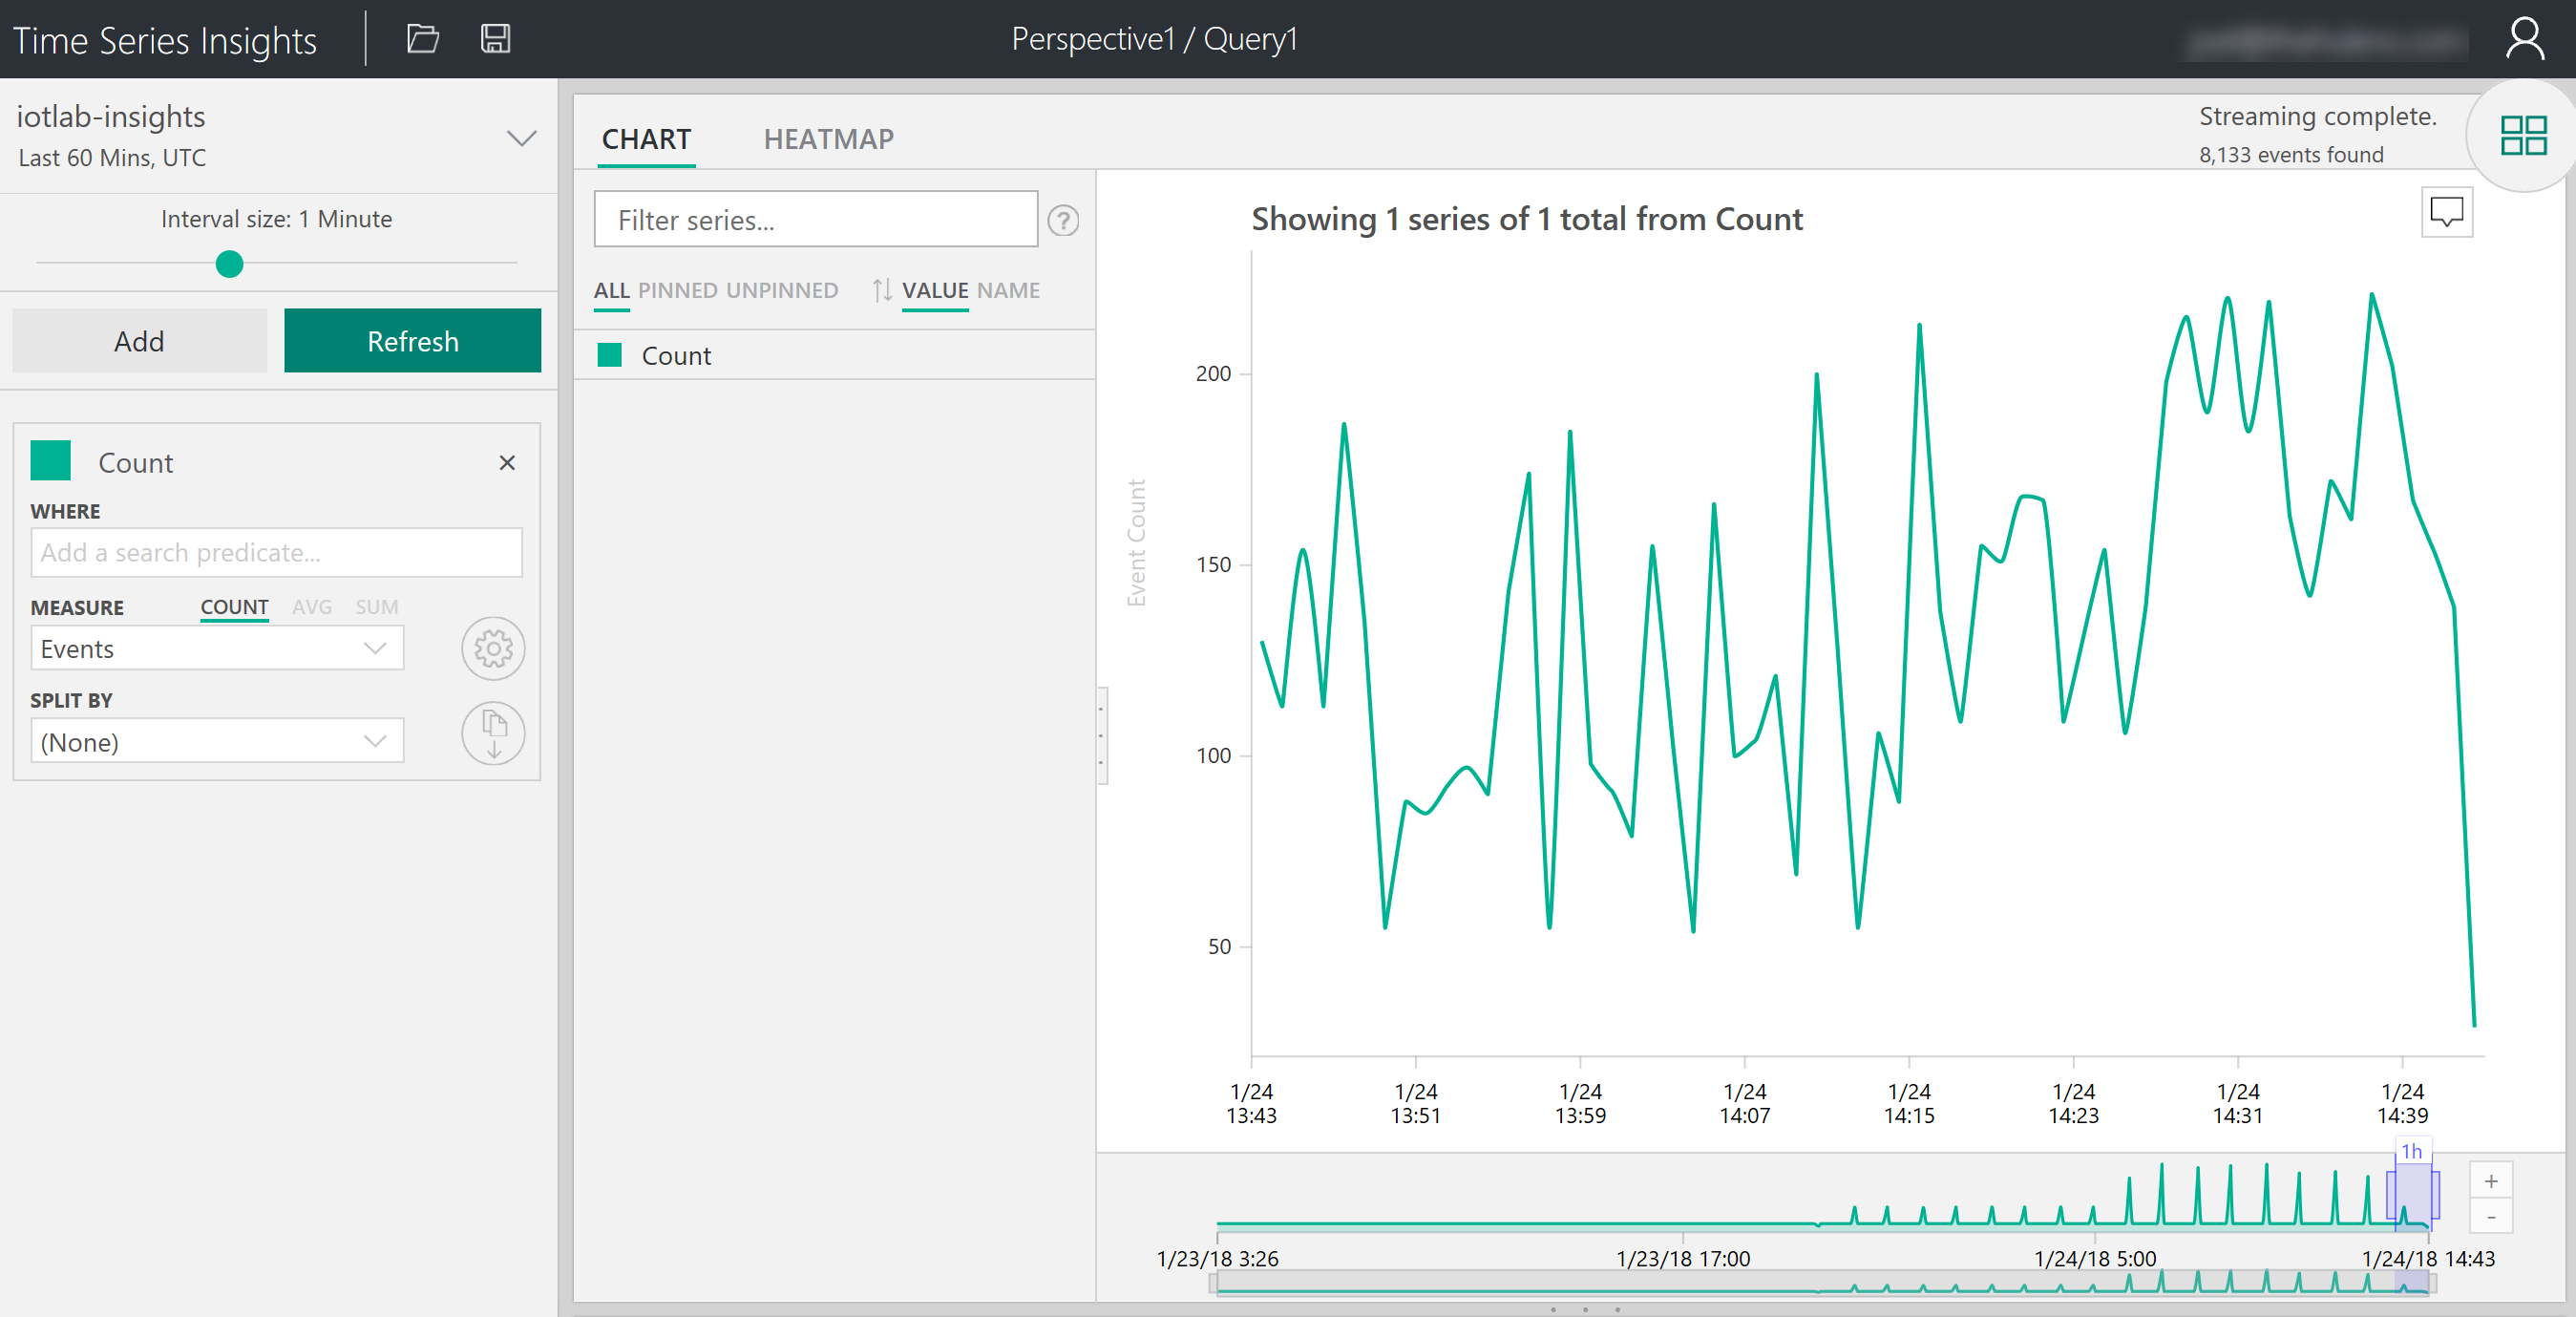 Time Series Insights
Perspective1 / Query1
iotlab-insights
Last 60 Mins, UTC
Interval size: 1 Minute
Add
Refresh
Count
WHERE
Add a search predicate...
MEASURE
COUNT AVG SUM
Events
SPLIT BY
(None)
CHART
HEATMAP
Streaming complete.
8,133 events found
Filter series...
?
ALL PINNED UNPINNED
VALUE NAME
Count
Showing 1 series of 1 total from Count
Event Count
200
150
100
50
1/24 13:43
1/24 13:51
1/24 13:59
1/24 14:07
1/24 14:15
1/24 14:23
1/24 14:31
1/24 14:39
1h
+
-
1/23/18 3:26
1/23/18 17:00
1/24/18 5:00
1/24/18 14:43